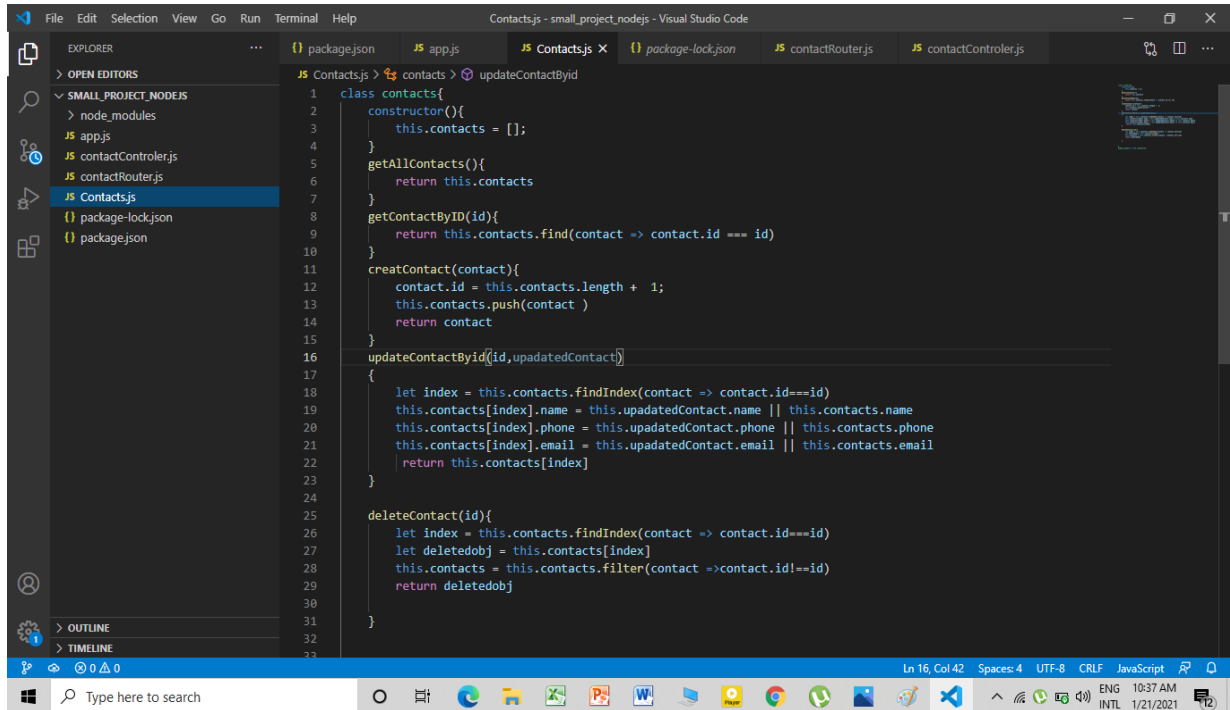 File Edit Selection View Go Run Terminal Help Contacts.js - small_project_nodejs - Visual Studio Code
EXPLORER
OPEN EDITORS
SMALL_PROJECT_NODEJS
node_modules
JS app.js
JS contactControler.js
JS contactRouter.js
JS Contacts.js
{} package-lock.json
{} package.json
OUTLINE
TIMELINE
{} package.json JS app.js JS Contacts.js {} package-lock.json JS contactRouter.js JS contactControler.js
JS Contacts.js > contacts > updateContactByid
1 class contacts{
2 constructor(){
3 this.contacts = [];
4 }
5 getAllContacts(){
6 return this.contacts
7 }
8 getContactByID(id){
9 return this.contacts.find(contact => contact.id === id)
10 }
11 creatContact(contact){
12 contact.id = this.contacts.length + 1;
13 this.contacts.push(contact )
14 return contact
15 }
16 updateContactByid(id,upadatedContact)
17 {
18 let index = this.contacts.findIndex(contact => contact.id===id)
19 this.contacts[index].name = this.upadatedContact.name || this.contacts.name
20 this.contacts[index].phone = this.upadatedContact.phone || this.contacts.phone
21 this.contacts[index].email = this.upadatedContact.email || this.contacts.email
22 return this.contacts[index]
23 }
24
25 deleteContact(id){
26 let index = this.contacts.findIndex(contact => contact.id===id)
27 let deletedobj = this.contacts[index]
28 this.contacts = this.contacts.filter(contact =>contact.id!==id)
29 return deletedobj
30
31 }
32
33
1
0 0 Ln 16, Col 42 Spaces: 4 UTF-8 CRLF JavaScript
Type here to search
Player
ENG 10:37 AM
INTL 1/21/2021
12